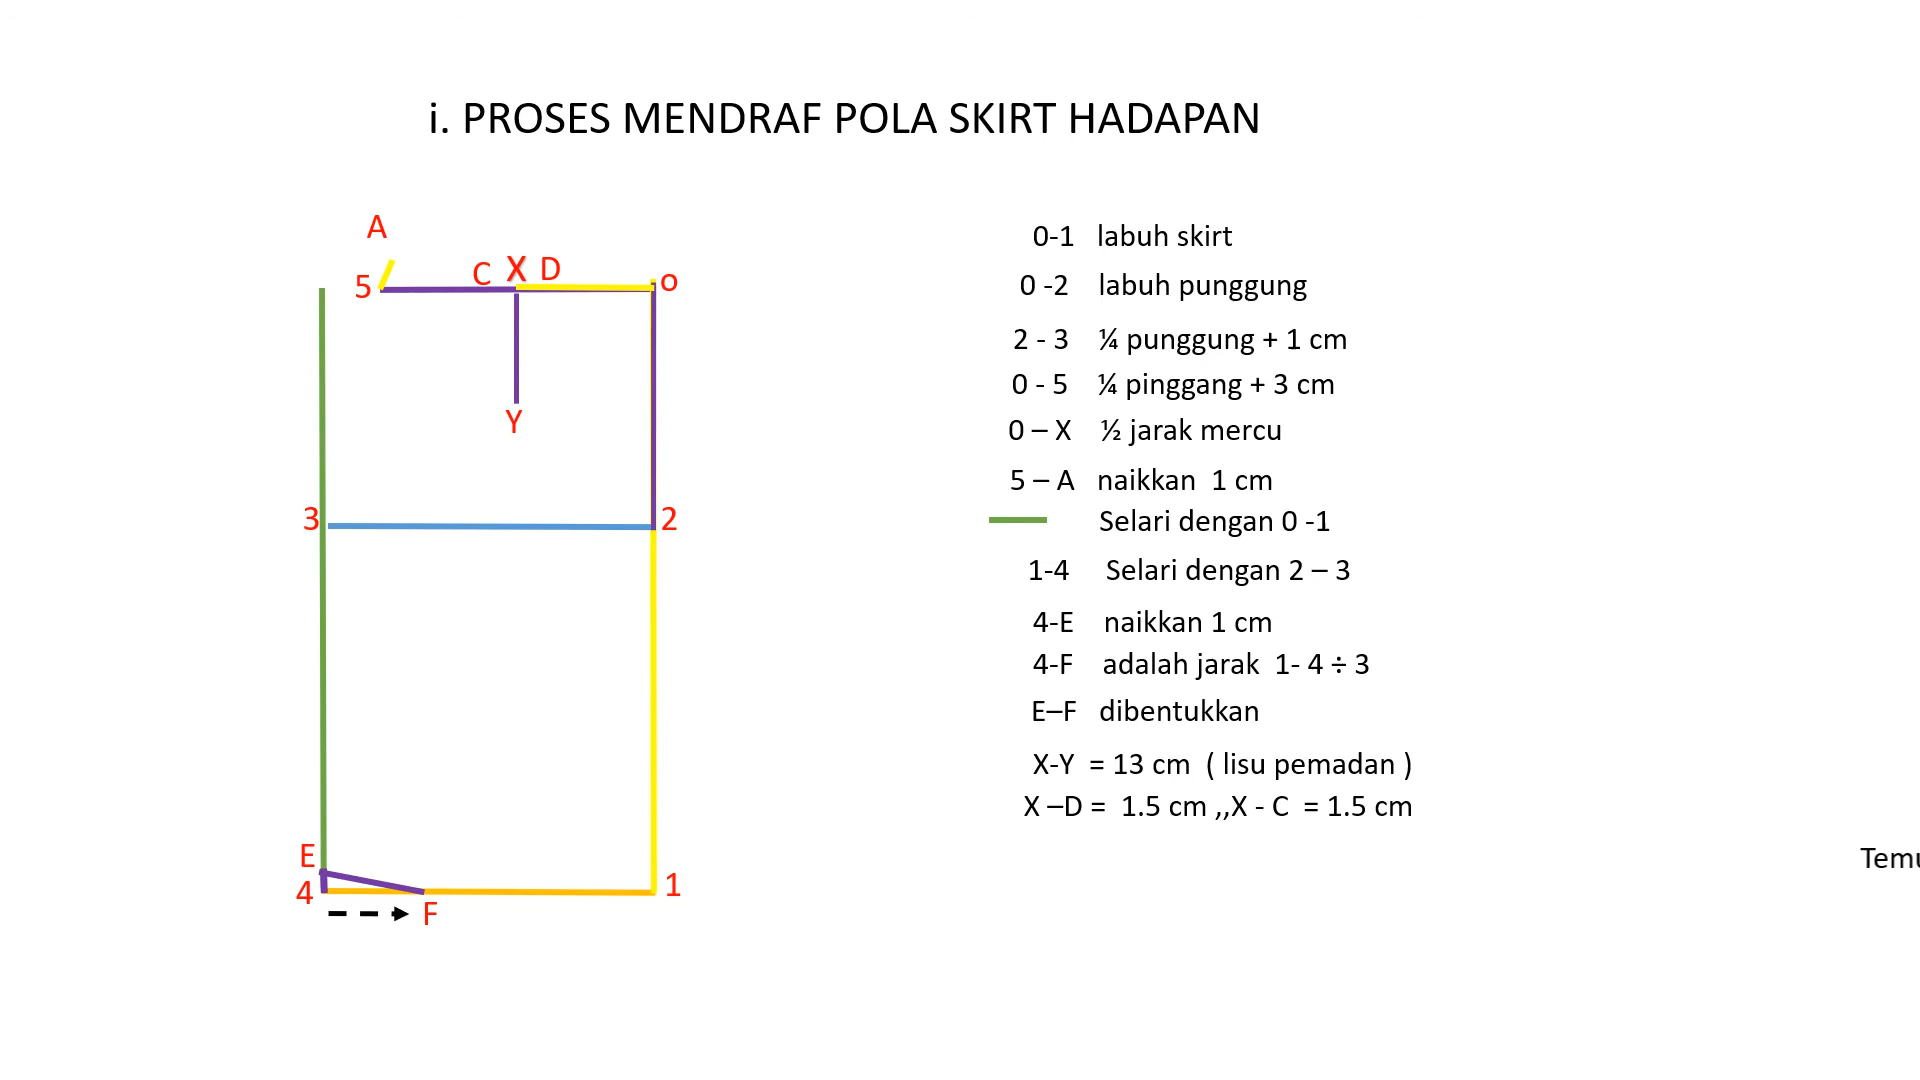 i. PROSES MENDRAF POLA SKIRT HADAPAN
A
5
C
X
D
o
Y
3
2
E
4
1
F
0-1 labuh skirt
0 -2 labuh punggung
2 - 3 ¼ punggung + 1 cm
0 - 5 ¼ pinggang + 3 cm
0 – X ½ jarak mercu
5 – A naikkan 1 cm
Selari dengan 0 -1
1-4 Selari dengan 2 – 3
4-E naikkan 1 cm
4-F adalah jarak 1- 4 ÷ 3
E–F dibentukkan
X-Y = 13 cm ( lisu pemadan )
X –D = 1.5 cm ,,X - C = 1.5 cm